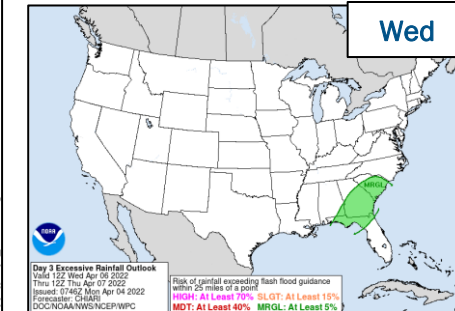 Wed
MRGL
noaa
Day 3 Excessive Rainfall Outlook
Valid 12Z Wed Apr 06 2022
Thru 12Z Thu Apr 07 2022
Issued: 0746Z Mon Apr 04 2022
Forecaster: CHIARI
DOC/NOAA/NWS/NCEP/WPC
Risk of rainfall exceeding flash flood guidance
within 25 miles of a point
HIGH: At Least 70% SLGT: At Least 15%
MDT: At Least 40% MRGL: At Least 5%